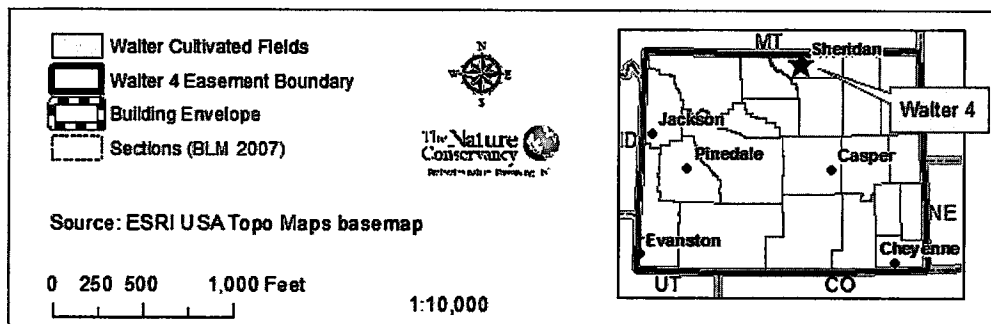 Walter Cultivated Fields
Walter 4 Easement Boundary
Building Envelope
Sections (BLM 2007)
N
W E
S
The Nature
Conservancy
Source: ESRI USA Topo Maps basemap
0 250 500 1,000 Feet
1:10,000
MT
Sheridan
Walter 4
Jackson
ID
Pinedale
Casper
NE
Evanston
Cheyenne
UT
CO